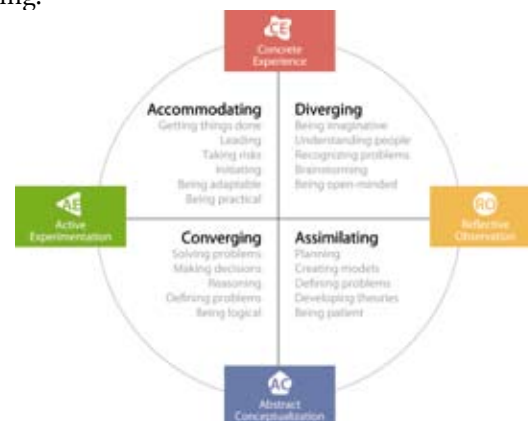 ing.
CE
Concrete
Experience
Accommodating
Getting things done
Leading
Taking risks
Initiating
Being adaptable
Being practical
Diverging
Being imaginative
Understanding people
Recognizing problems
Brainstorming
Being open-minded
AE
Active
Experimentation
RO
Reflective
Observation
Converging
Solving problems
Making decisions
Reasoning
Defining problems
Being logical
Assimilating
Planning
Creating models
Defining problems
Developing theories
Being patient
AC
Abstract
Conceptualization